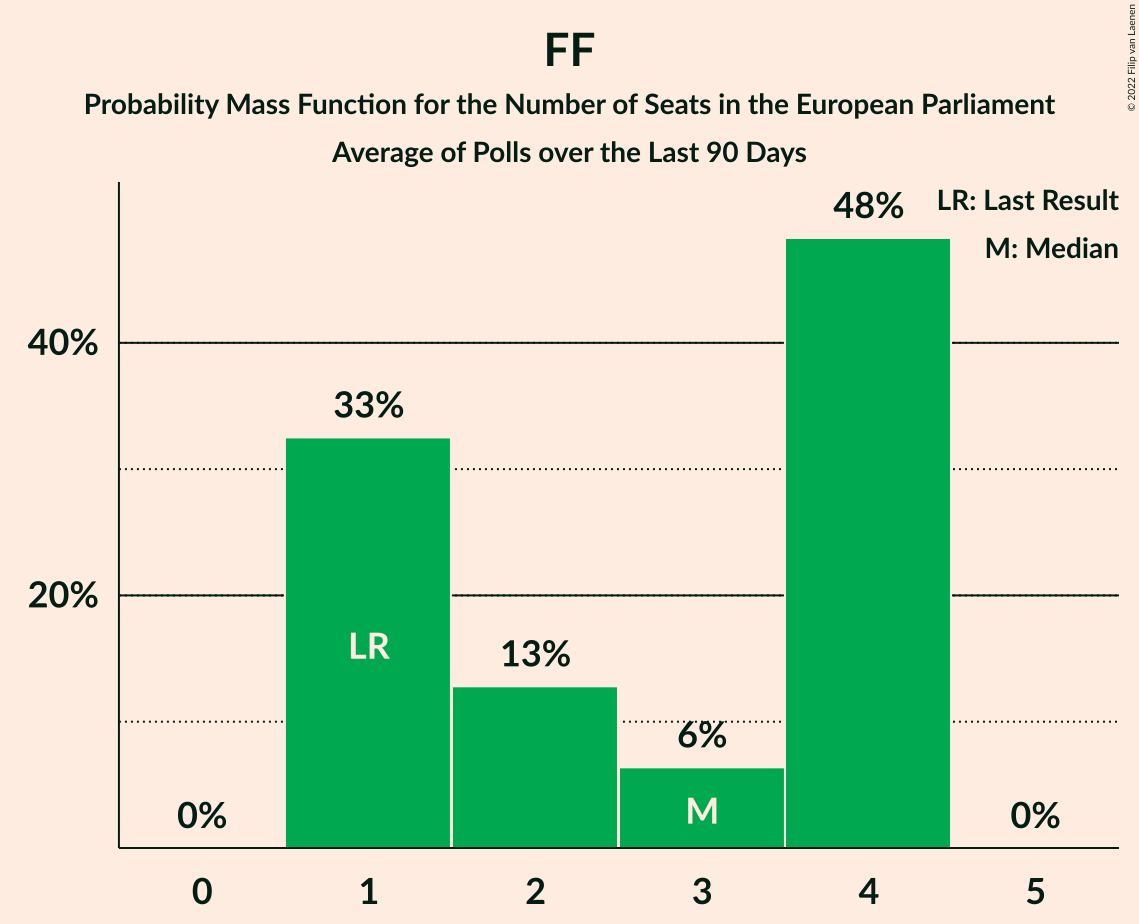 FF
Probability Mass Function for the Number of Seats in the European Parliament
Average of Polls over the Last 90 Days
© 2022 Filip van Laenen
LR: Last Result
M: Median
48%
40%
33%
20%
LR
13%
6%
M
0%
0%
0 1 2 3 4 5